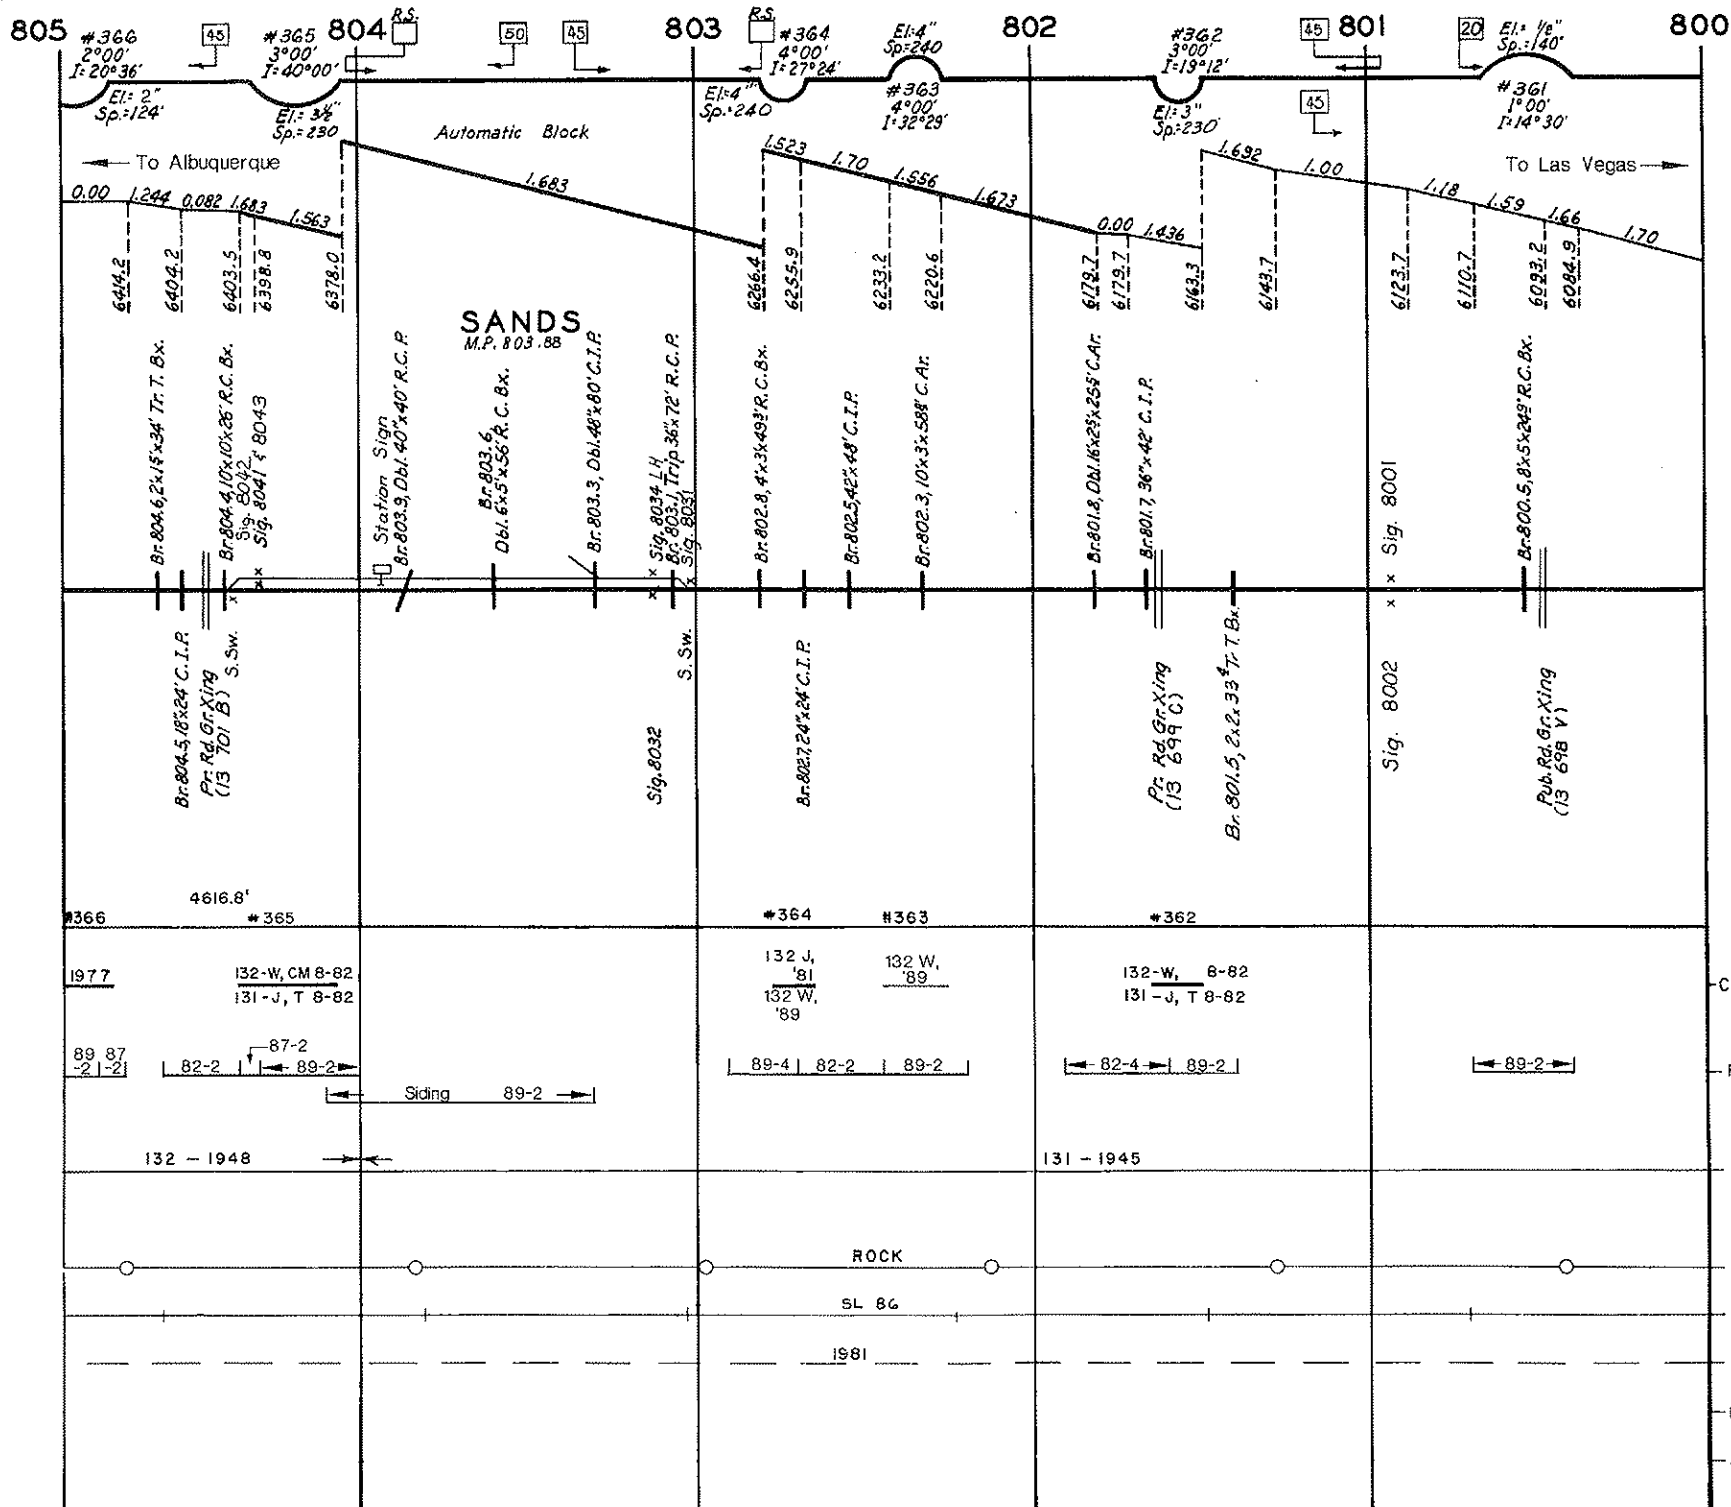 805
804
803
802
801
800
#366
2°00'
I=20°36'
45
#365
3°00'
I=40°00'
R.S.
50
45
R.S.
#364
4°00'
I=27°24'
El=4"
Sp=240
#362
3°00'
I=19°12'
45
20
El= 1/2"
Sp.=140'
El.= 2"
Sp.=124'
El.= 3½"
Sp.=230
El=4"
Sp.=240
#363
4°00'
I=32°29'
El=3"
Sp=230'
45
#361
1°00'
I=14°30'
Automatic Block
To Albuquerque
To Las Vegas
0.00 1.244 0.082 1.683 1.563
1.683
1.523 1.70 1.556 1.673 0.00 1.436
1.692 1.00 1.18 1.59 1.66 1.70
6414.2
6404.2
6403.5
6398.8
6378.0
6266.4
6255.9
6233.2
6220.6
6179.7
6179.7
6163.3
6143.7
6123.7
6110.7
6093.2
6084.9
SANDS
M.P. 803.88
Br. 804.6, 2'x1⁵'x34' Tr. T. Bx.
Br. 804.4, 10'x10'x26' R.C. Bx.
Sig. 8042
Sig. 8041 & 8043
Station Sign
Br. 803.9, Dbl. 40"x40' R.C.P.
Br. 803.6,
Dbl. 6'x5'x56' R.C. Bx.
Br. 803.3, Dbl. 48"x80' C.I.P.
Sig. 8034 LH
Br. 803.1, Trip 36"x72' R.C.P.
Sig. 8031
Br. 802.8, 4'x3'x49³' R.C. Bx.
Br. 802.5, 42"x48' C.I.P.
Br. 802.3, 10'x3'x58⁸' C. Ar.
Br. 801.8, Dbl. 16'x2⁵'x25⁵' C. Ar.
Br. 801.7, 36"x42' C.I.P.
Sig. 8001
Br. 800.5, 8'x5'x24⁹' R.C. Bx.
Br. 804.5, 18"x24' C.I.P.
Pr. Rd. Gr. Xing
(13 701 B)
S. Sw.
Sig. 8032
S. Sw.
Br. 802.7, 24"x24' C.I.P.
Pr. Rd. Gr. Xing
(13 699 C)
Br. 801.5, 2'x2'x33⁴' Tr. T. Bx.
Sig. 8002
Pub. Rd. Gr. Xing
(13 698 V)
4616.8'
#366 #365 #364 #363 #362
1977
132-W, CM 8-82
131-J, T 8-82
132 J,
'81
132 W,
'89
132 W,
'89
132-W, 8-82
131-J, T 8-82
C
89
-2
87
-2
82-2
87-2
89-2
89-4 82-2 89-2
82-4 89-2
89-2
Siding 89-2
132 - 1948
131 - 1945
ROCK
SL 86
1981